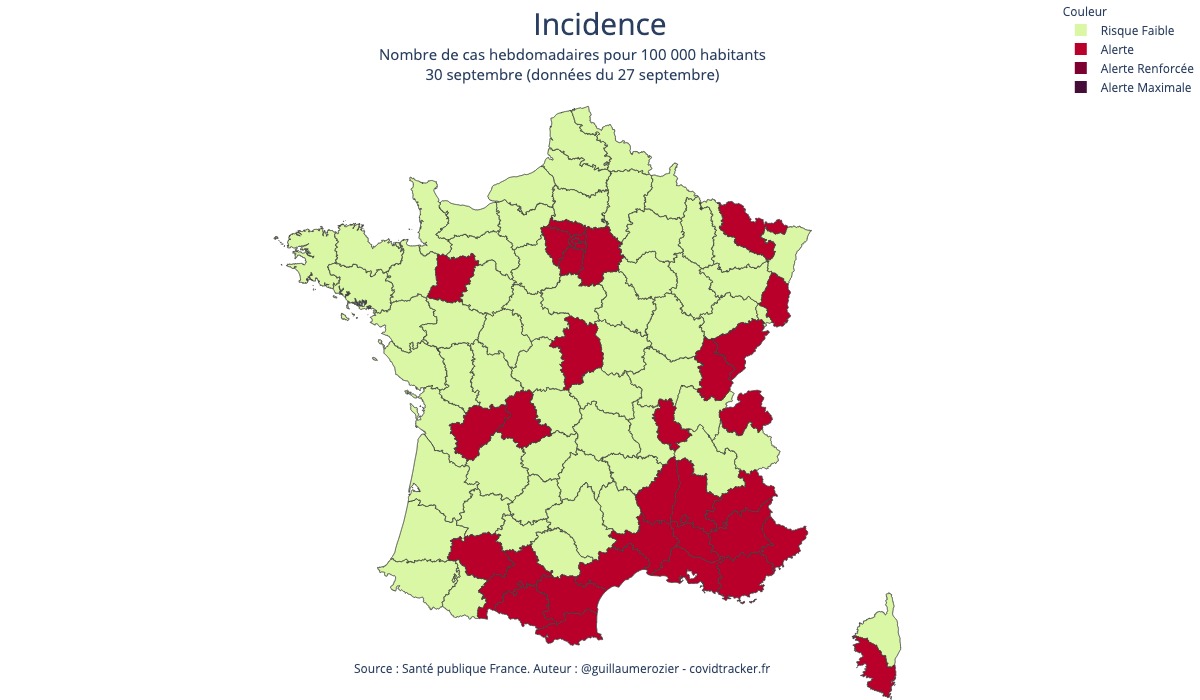 Incidence
Nombre de cas hebdomadaires pour 100 000 habitants
30 septembre (données du 27 septembre)
Couleur
Risque Faible
Alerte
Alerte Renforcée
Alerte Maximale
Source : Santé publique France. Auteur : @guillaumerozier - covidtracker.fr